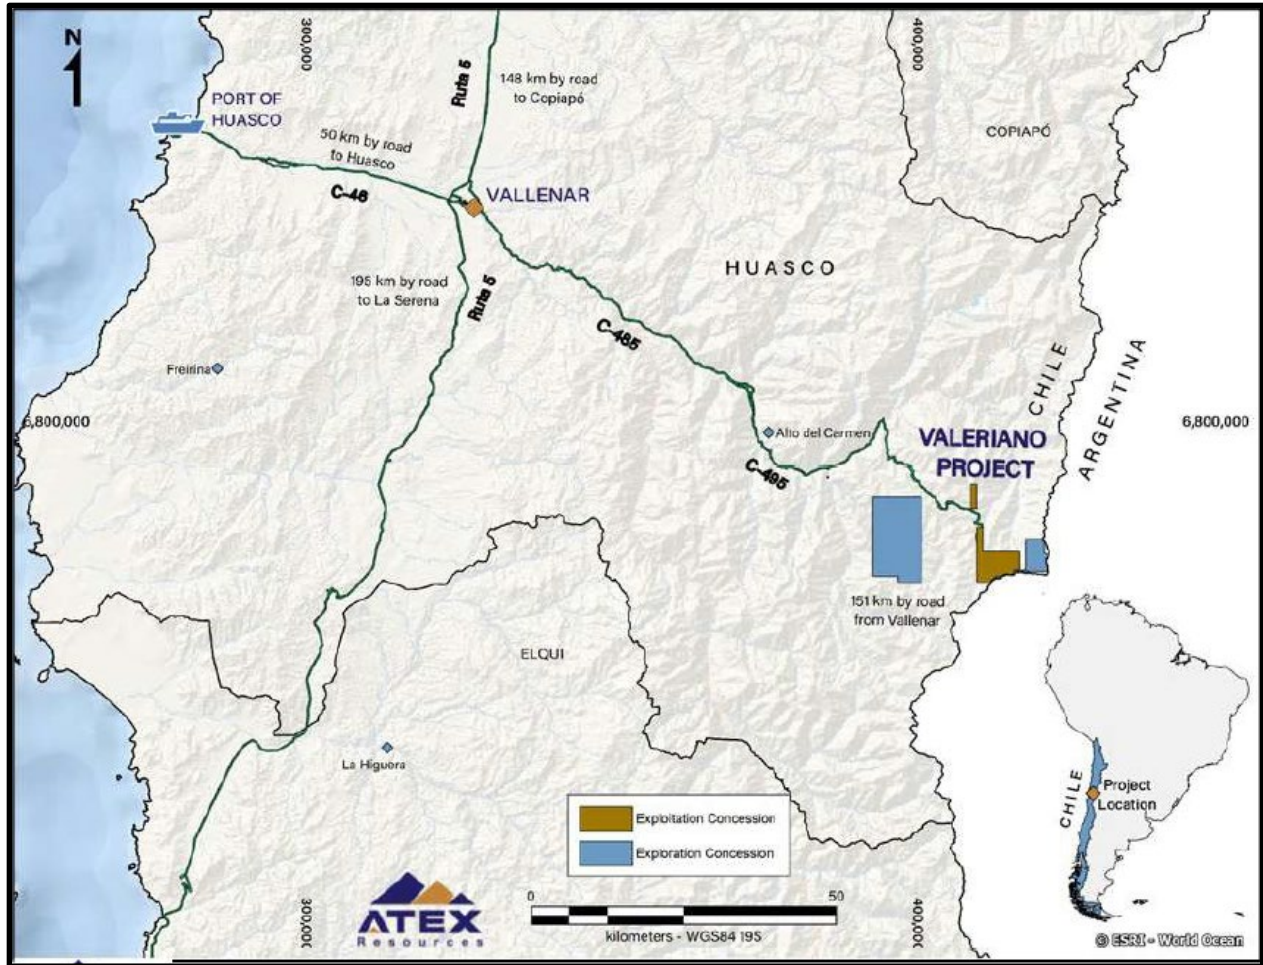 N
300,000
400,000
PORT OF
HUASCO
Ruta 5
148 km by road
to Copiapó
COPIAPÓ
50 km by road
to Huasco
C-46
VALLENAR
HUASCO
195 km by road
to La Serena
Ruta 5
C-485
CHILE
ARGENTINA
Freirina
6,800,000
6,800,000
Alto del Carmen
VALERIANO
PROJECT
C-495
151 km by road
from Vallenar
ELQUI
La Higuera
CHILE
Project
Location
Exploitation Concession
Exploration Concession
0
50
kilometers - WGS84 19S
300,000
400,000
ATEX
Resources
© ESRI - World Ocean